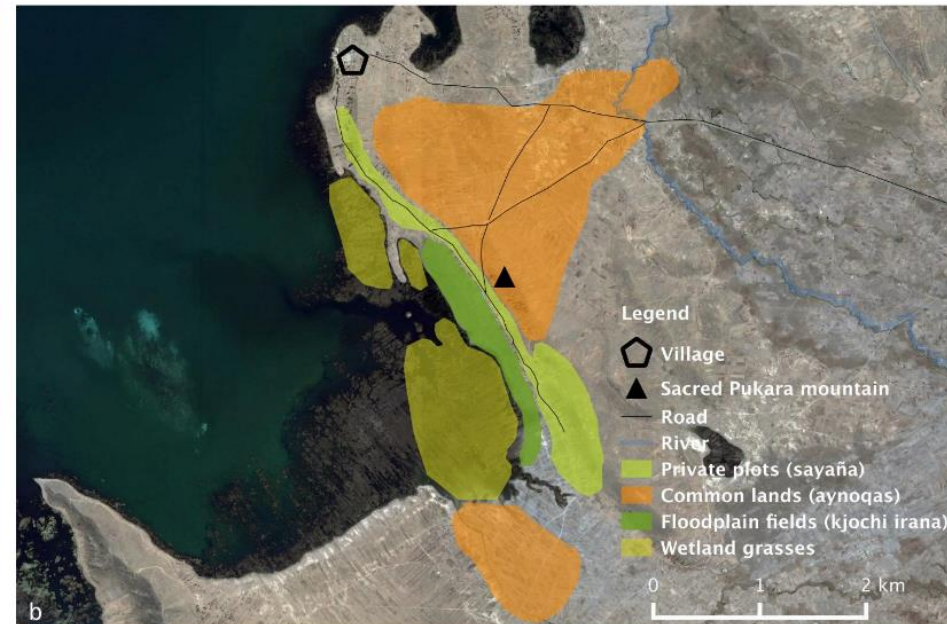 Legend
Village
Sacred Pukara mountain
Road
River
Private plots (sayaña)
Common lands (aynoqas)
Floodplain fields (kjochi irana)
Wetland grasses
0 1 2 km
b